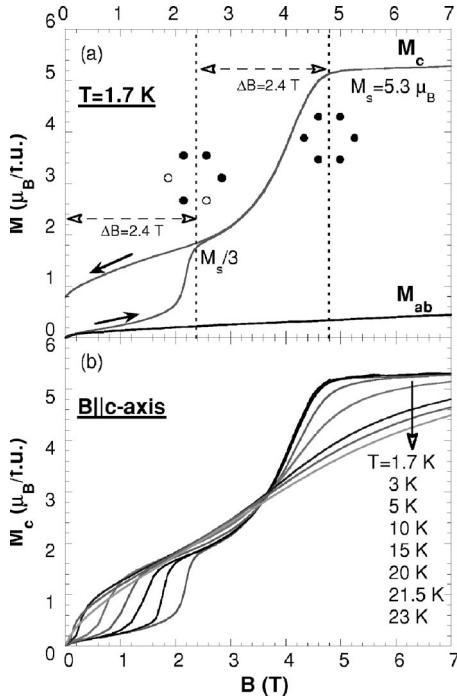 0 1 2 3 4 5 6 7
B
(a)
M_c
T=1.7 K
ΔB=2.4 T
M_s=5.3 μ_B
ΔB=2.4 T
M_s/3
M_ab
M (μ_B/f.u.)
6
5
4
3
2
1
0
(b)
B||c-axis
T=1.7 K
3 K
5 K
10 K
15 K
20 K
21.5 K
23 K
M_c (μ_B/f.u.)
5
4
3
2
1
0
0 1 2 3 4 5 6 7
B (T)